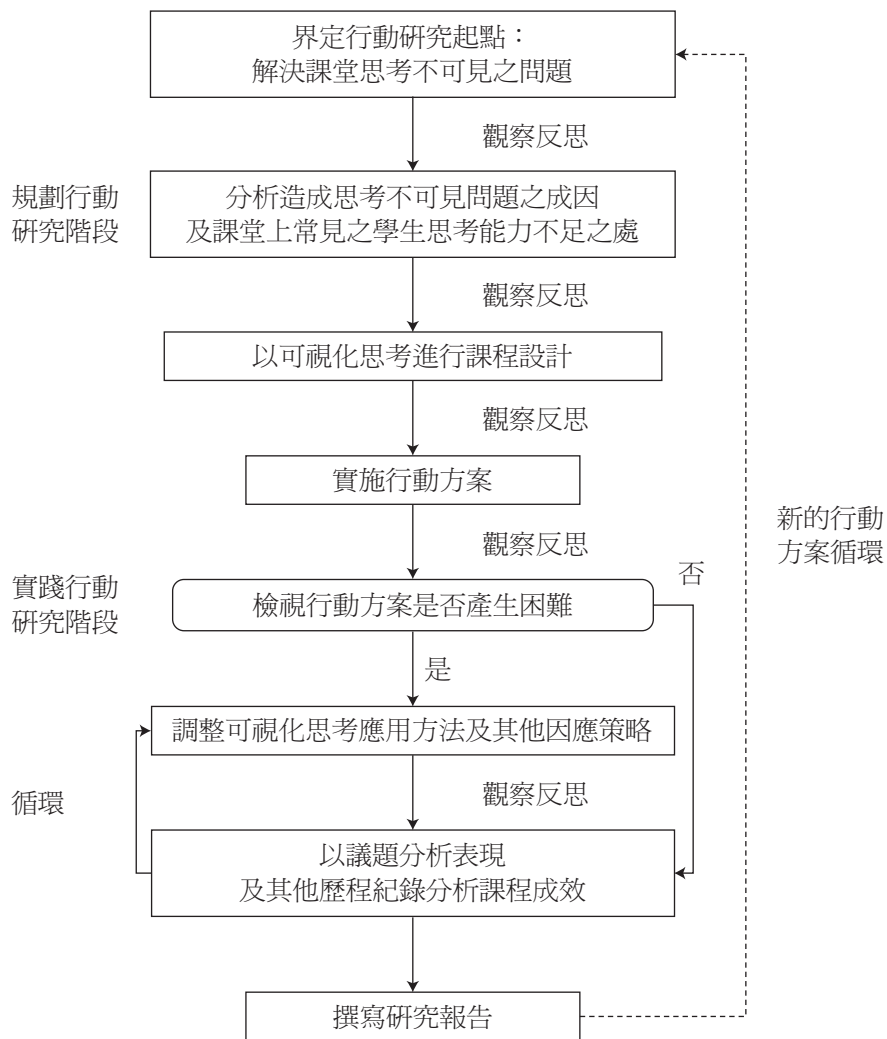 界定行動研究起點：
解決課堂思考不可見之問題
觀察反思
規劃行動
研究階段
分析造成思考不可見問題之成因
及課堂上常見之學生思考能力不足之處
觀察反思
以可視化思考進行課程設計
觀察反思
實施行動方案
觀察反思
新的行動
方案循環
否
實踐行動
研究階段
檢視行動方案是否產生困難
是
調整可視化思考應用方法及其他因應策略
觀察反思
循環
以議題分析表現
及其他歷程紀錄分析課程成效
撰寫研究報告